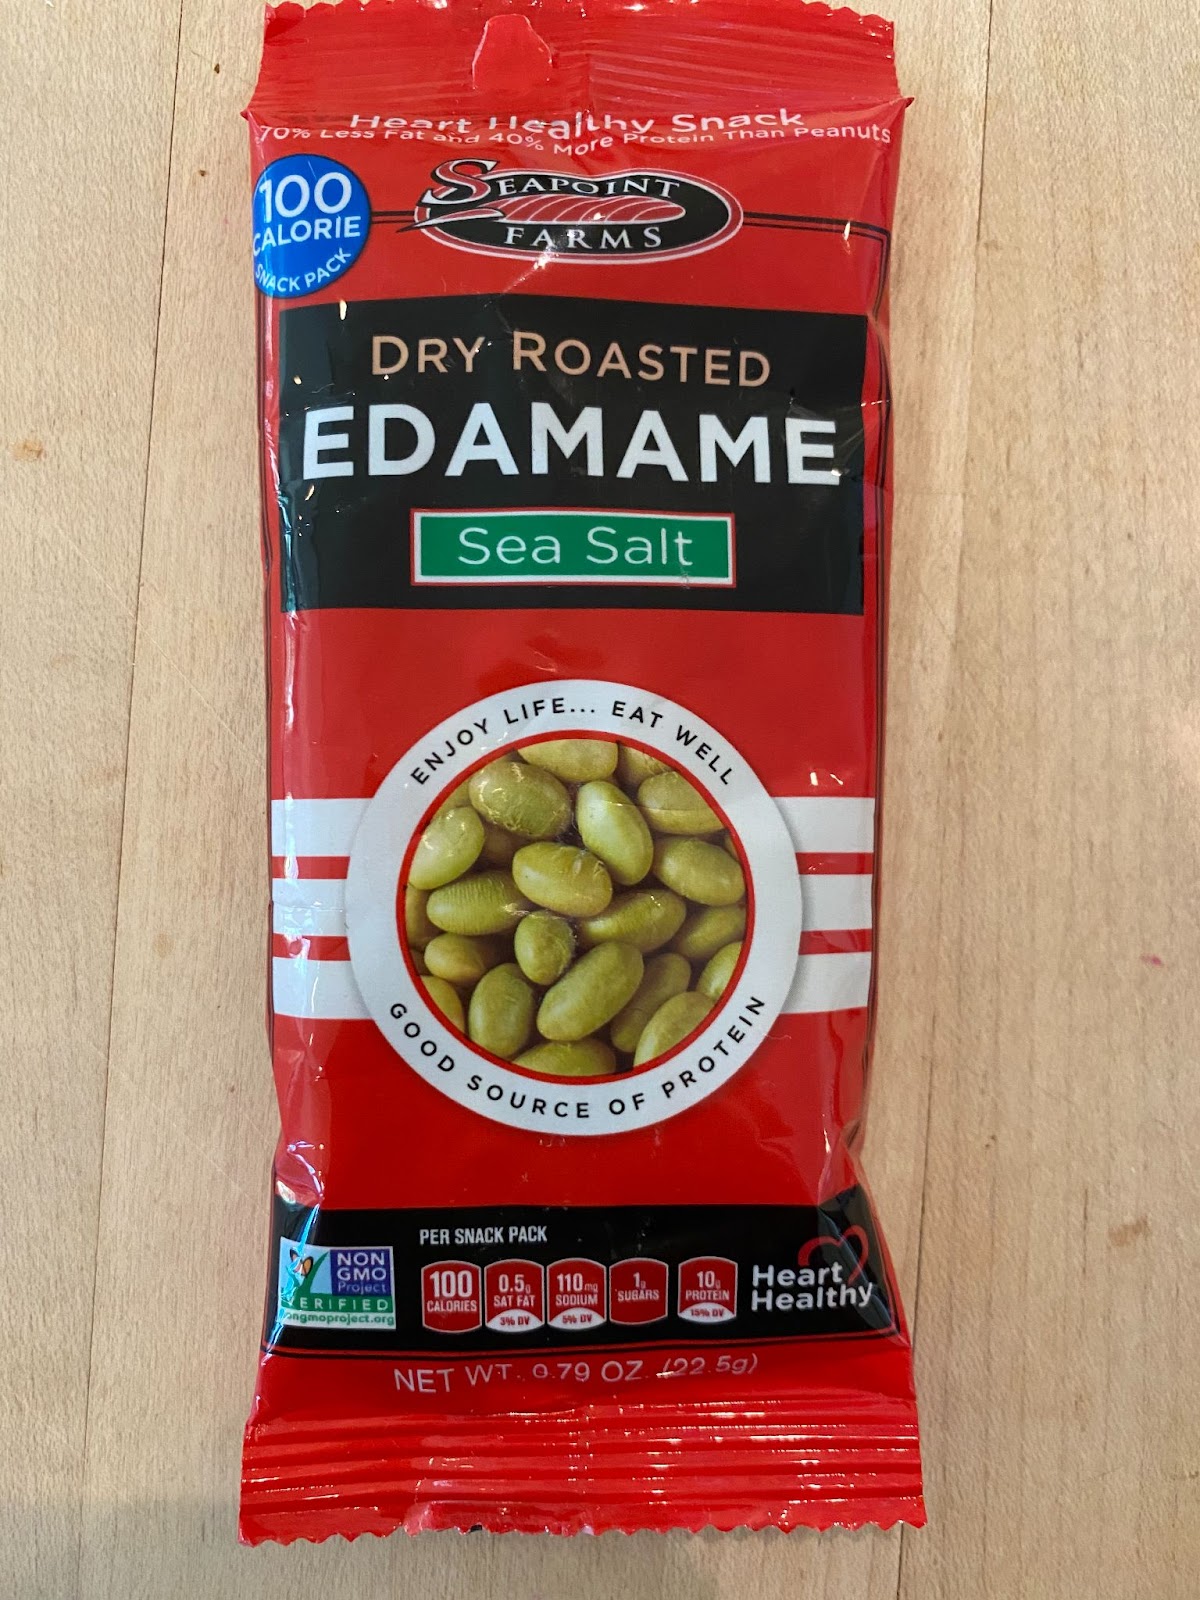 Heart Healthy Snack
70% Less Fat and 40% More Protein Than Peanuts
100
CALORIE
SNACK PACK
SEAPOINT
FARMS
DRY ROASTED
EDAMAME
Sea Salt
ENJOY LIFE... EAT WELL
GOOD SOURCE OF PROTEIN
PER SNACK PACK
NON
GMO
Project
VERIFIED
ngmoproject.org
100
CALORIES
0.5g
SAT FAT
3% DV
110mg
SODIUM
5% DV
1g
SUGARS
10g
PROTEIN
15% DV
Heart
Healthy
NET WT. 0.79 OZ. (22.5g)